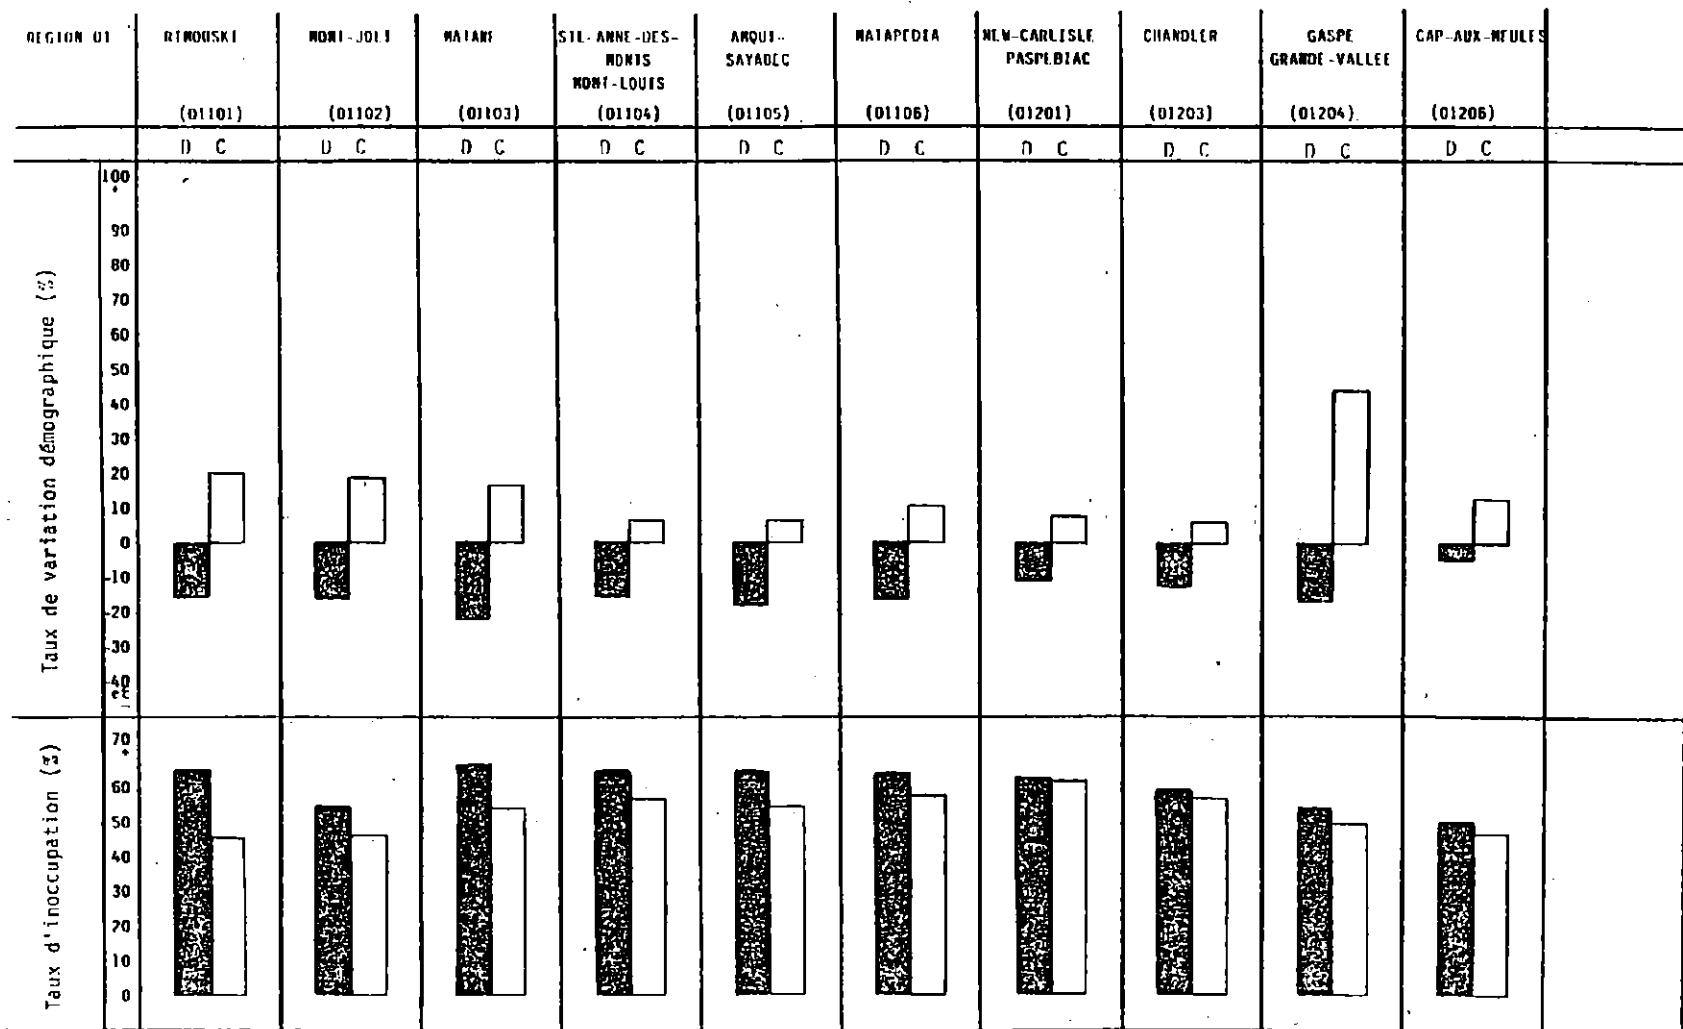 REGION 01
RIMOUSKI
(01101)
MONT-JOLI
(01102)
MATANE
(01103)
STE-ANNE-DES-
MONTS
MONT-LOUIS
(01104)
AMQUI-
SAYABEC
(01105)
MATAPEDIA
(01106)
NEW-CARLISLE
PASPEBIAC
(01201)
CHANDLER
(01203)
GASPE
GRANDE-VALLEE
(01204)
CAP-AUX-MEULES
(01206)
D C D C D C D C D C D C D C D C D C D C
Taux de variation démographique (%)
100
+
90
80
70
60
50
40
30
20
10
0
-10
-20
-30
-40
Taux d'inoccupation (%)
70
+
60
50
40
30
20
10
0